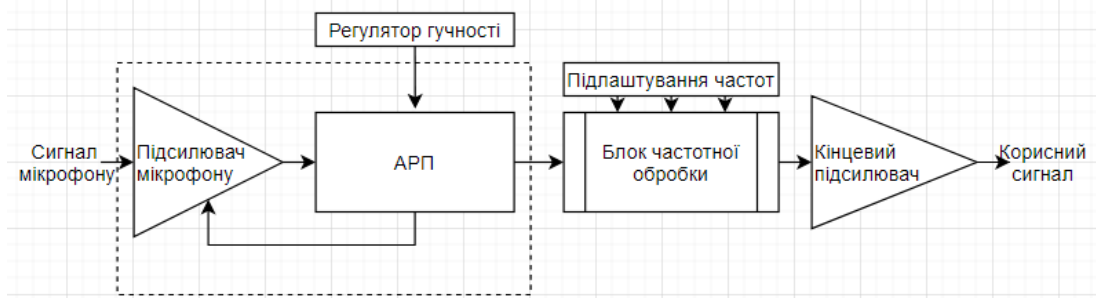 Регулятор гучності
Підлаштування частот
Сигнал
мікрофону
Підсилювач
мікрофону
АРП
Блок частотної
обробки
Кінцевий
підсилювач
Корисний
сигнал